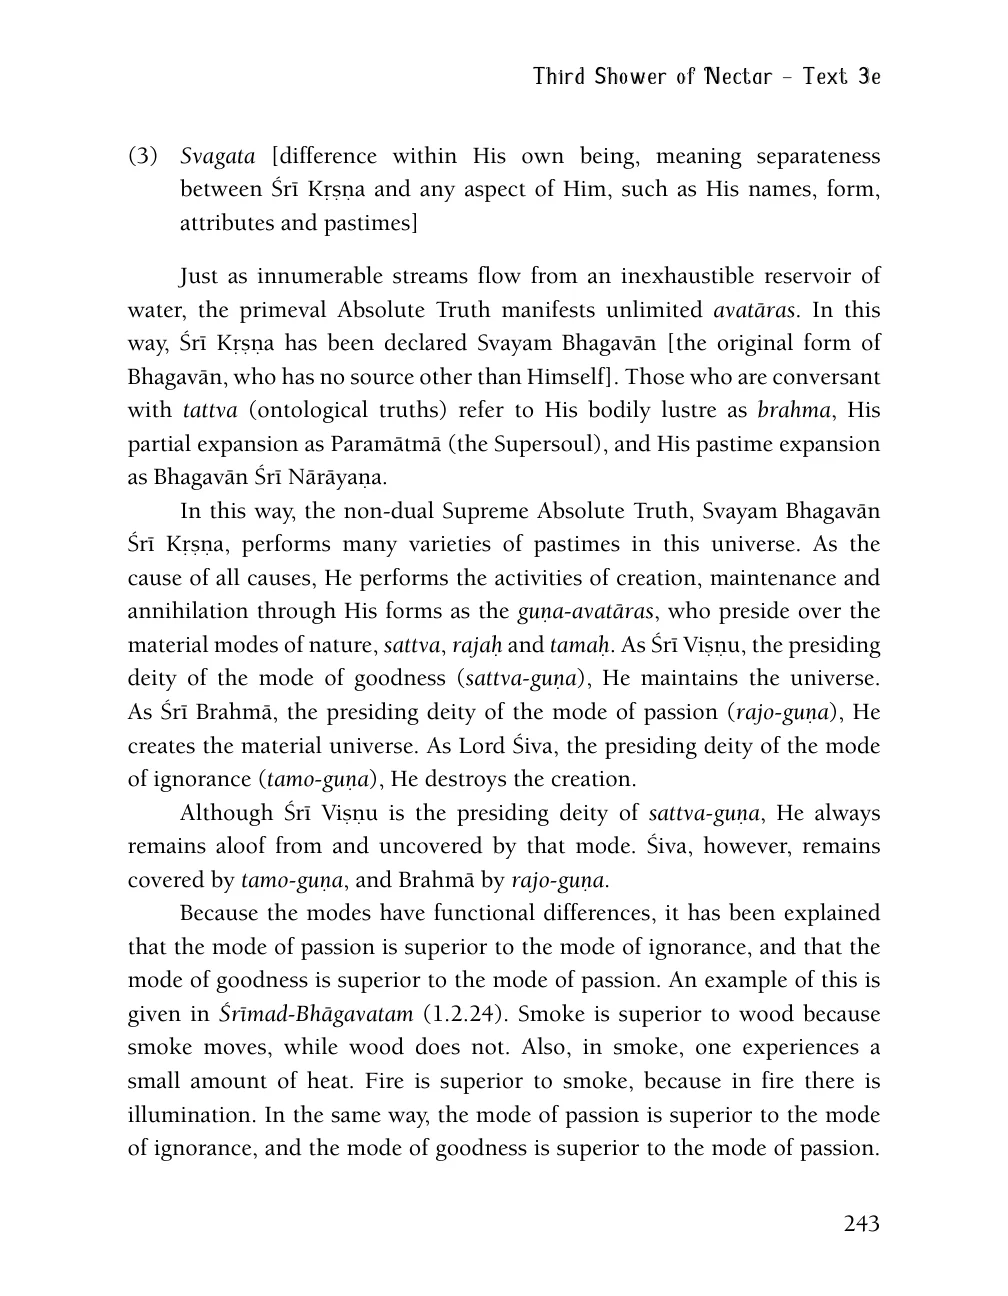 Third Shower of Nectar – Text 3e
(3) Svagata [difference within His own being, meaning separateness
between Śrī Kṛṣṇa and any aspect of Him, such as His names, form,
attributes and pastimes]
Just as innumerable streams flow from an inexhaustible reservoir of
water, the primeval Absolute Truth manifests unlimited avatāras. In this
way, Śrī Kṛṣṇa has been declared Svayam Bhagavān [the original form of
Bhagavān, who has no source other than Himself]. Those who are conversant
with tattva (ontological truths) refer to His bodily lustre as brahma, His
partial expansion as Paramātmā (the Supersoul), and His pastime expansion
as Bhagavān Śrī Nārāyaṇa.
In this way, the non-dual Supreme Absolute Truth, Svayam Bhagavān
Śrī Kṛṣṇa, performs many varieties of pastimes in this universe. As the
cause of all causes, He performs the activities of creation, maintenance and
annihilation through His forms as the guṇa-avatāras, who preside over the
material modes of nature, sattva, rajaḥ and tamaḥ. As Śrī Viṣṇu, the presiding
deity of the mode of goodness (sattva-guṇa), He maintains the universe.
As Śrī Brahmā, the presiding deity of the mode of passion (rajo-guṇa), He
creates the material universe. As Lord Śiva, the presiding deity of the mode
of ignorance (tamo-guṇa), He destroys the creation.
Although Śrī Viṣṇu is the presiding deity of sattva-guṇa, He always
remains aloof from and uncovered by that mode. Śiva, however, remains
covered by tamo-guṇa, and Brahmā by rajo-guṇa.
Because the modes have functional differences, it has been explained
that the mode of passion is superior to the mode of ignorance, and that the
mode of goodness is superior to the mode of passion. An example of this is
given in Śrīmad-Bhāgavatam (1.2.24). Smoke is superior to wood because
smoke moves, while wood does not. Also, in smoke, one experiences a
small amount of heat. Fire is superior to smoke, because in fire there is
illumination. In the same way, the mode of passion is superior to the mode
of ignorance, and the mode of goodness is superior to the mode of passion.
243